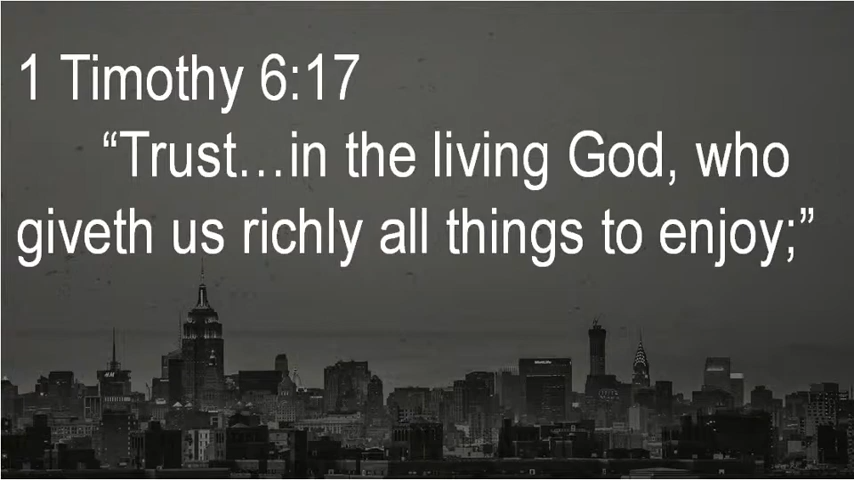 1 Timothy 6:17
“Trust…in the living God, who
giveth us richly all things to enjoy;”